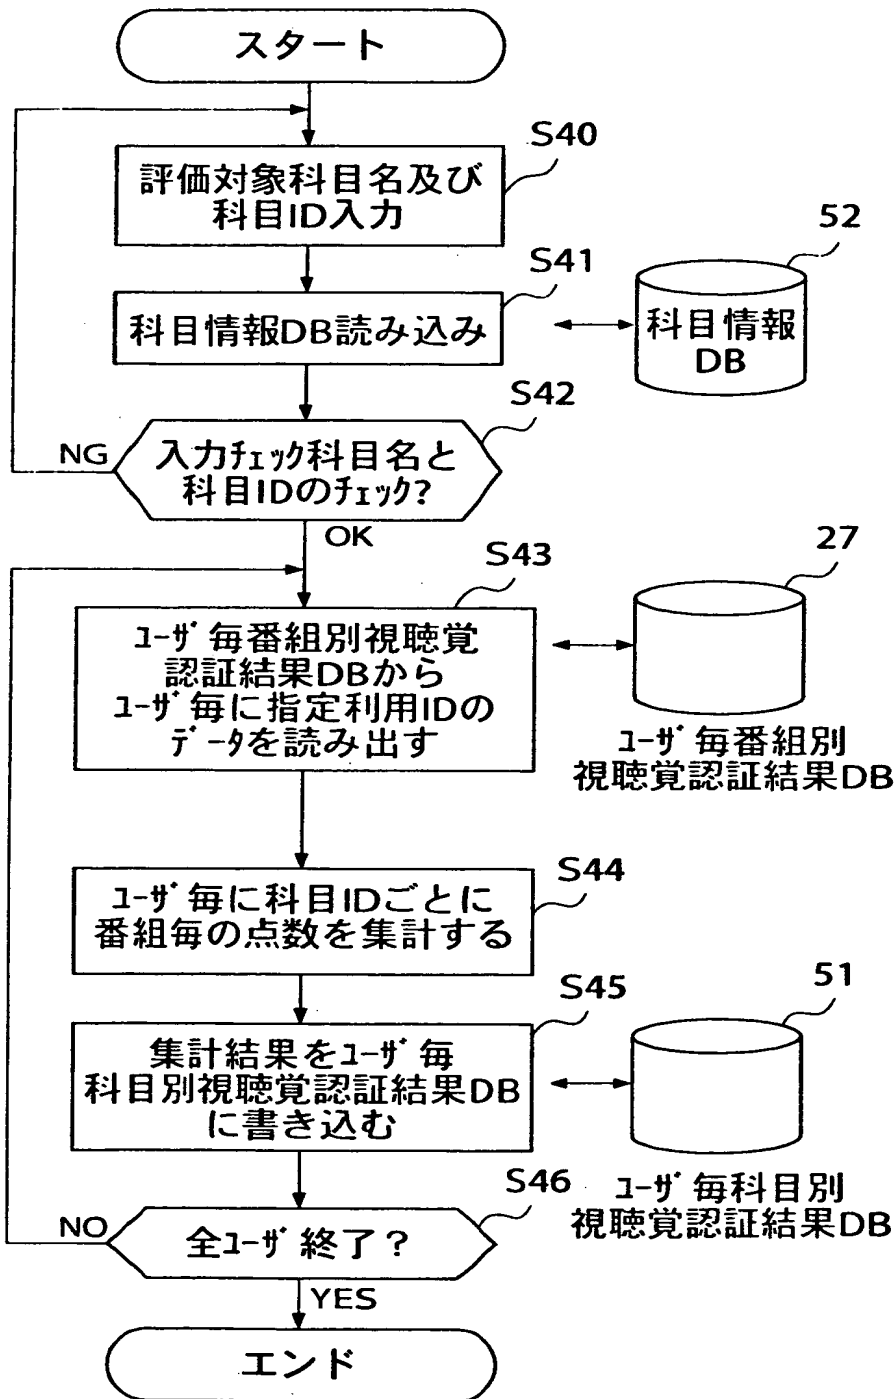 スタート
S40
評価対象科目名及び
科目ID入力
S41
科目情報DB読み込み
52
科目情報
DB
S42
入力ﾁｪｯｸ科目名と
科目IDのﾁｪｯｸ?
NG
OK
S43
ﾕｰｻﾞ毎番組別視聴覚
認証結果DBから
ﾕｰｻﾞ毎に指定利用IDの
ﾃﾞｰﾀを読み出す
27
ﾕｰｻﾞ毎番組別
視聴覚認証結果DB
S44
ﾕｰｻﾞ毎に科目IDごとに
番組毎の点数を集計する
S45
集計結果をﾕｰｻﾞ毎
科目別視聴覚認証結果DB
に書き込む
51
ﾕｰｻﾞ毎科目別
視聴覚認証結果DB
S46
全ﾕｰｻﾞ終了?
NO
YES
エンド